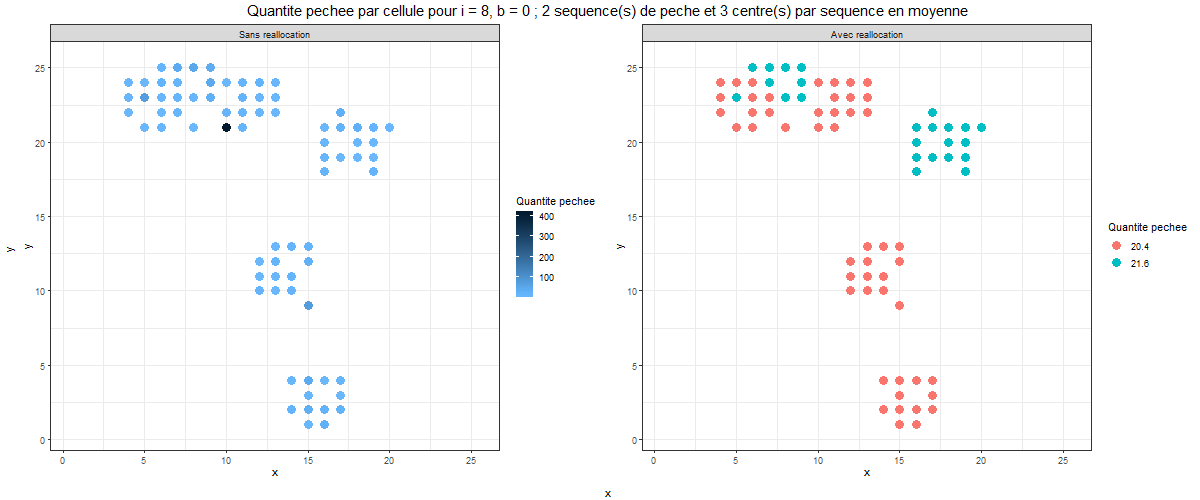 Quantite pechee par cellule pour i = 8, b = 0 ; 2 sequence(s) de peche et 3 centre(s) par sequence en moyenne
Sans reallocation
25
20
15
10
5
0
0 5 10 15 20 25
x
y
y
Quantite pechee
400
300
200
100
Avec reallocation
25
20
15
10
5
0
0 5 10 15 20 25
x
y
Quantite pechee
20.4
21.6
x